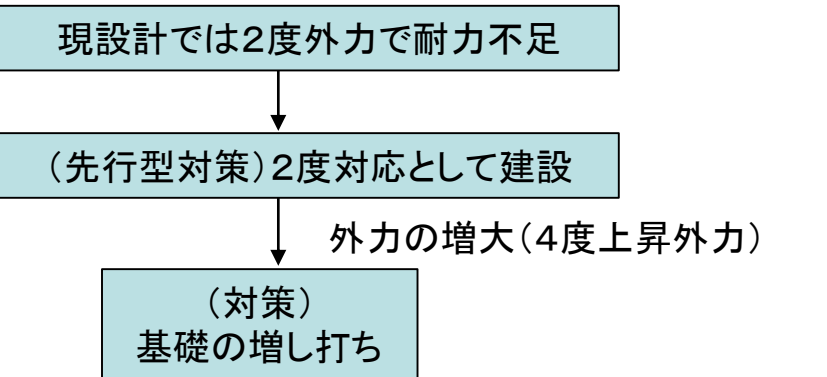 現設計では２度外力で耐力不足
（先行型対策）２度対応として建設
外力の増大（４度上昇外力）
（対策）
基礎の増し打ち